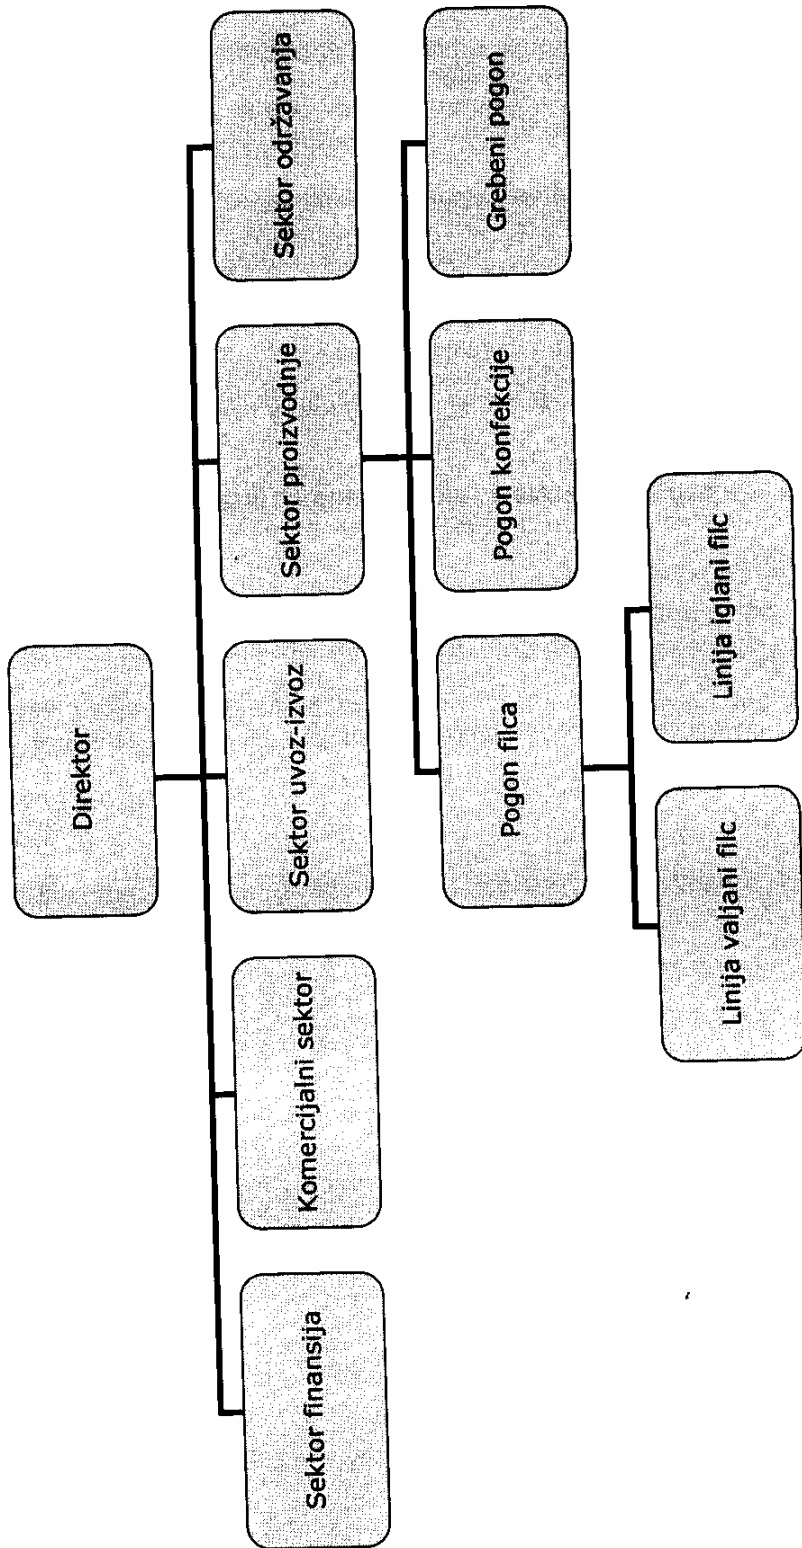 Direktor
Sektor finansija
Komercijalni sektor
Sektor uvoz-izvoz
Sektor proizvodnje
Sektor održavanja
Pogon filca
Pogon konfekcije
Grebeni pogon
Linija valjani filc
Linija iglani filc